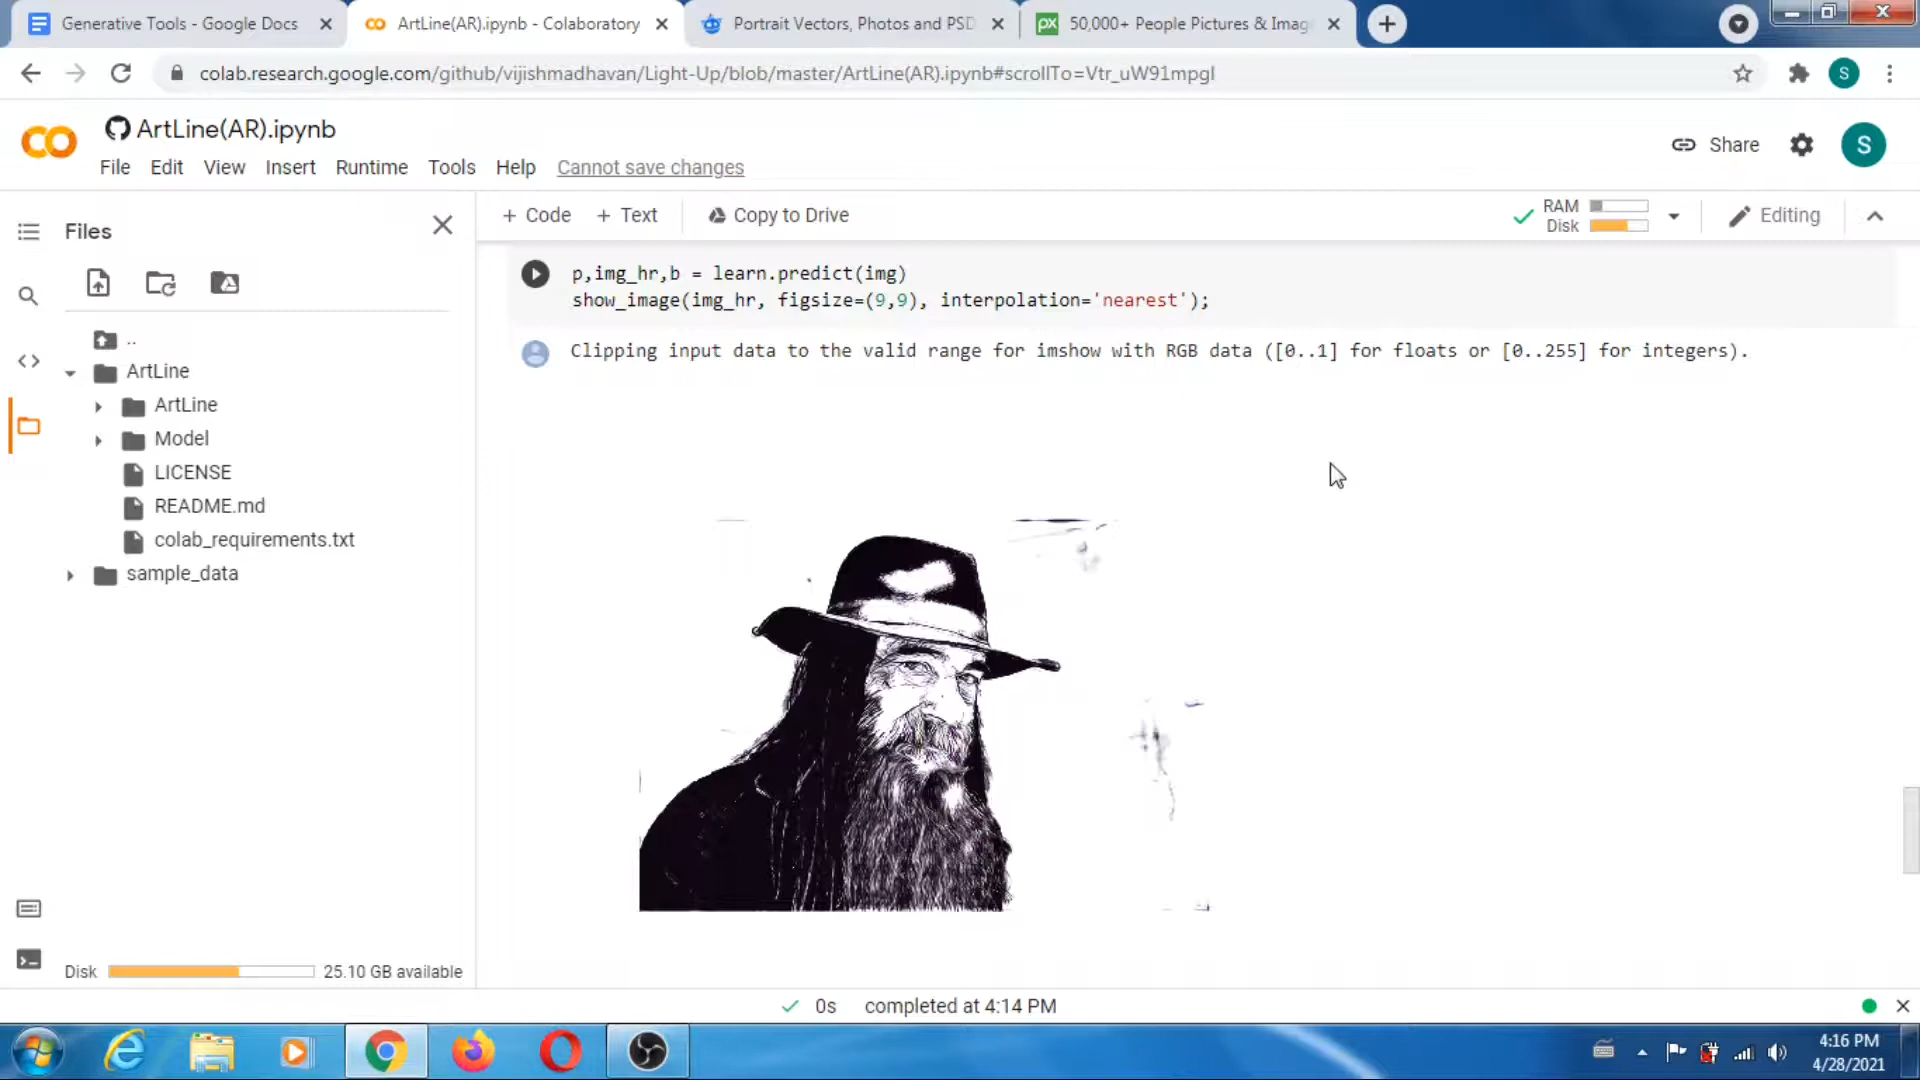 Generative Tools - Google Docs
ArtLine(AR).ipynb - Colaboratory
Portrait Vectors, Photos and PSD
50,000+ People Pictures & Imag
colab.research.google.com/github/vijishmadhavan/Light-Up/blob/master/ArtLine(AR).ipynb#scrollTo=Vtr_uW91mpgI
S
ArtLine(AR).ipynb
File Edit View Insert Runtime Tools Help Cannot save changes
Share
S
Files
+ Code + Text Copy to Drive
RAM
Disk
Editing
p,img_hr,b = learn.predict(img)
show_image(img_hr, figsize=(9,9), interpolation='nearest');
Clipping input data to the valid range for imshow with RGB data ([0..1] for floats or [0..255] for integers).
..
ArtLine
ArtLine
Model
LICENSE
README.md
colab_requirements.txt
sample_data
Disk 25.10 GB available
0s completed at 4:14 PM
4:16 PM
4/28/2021